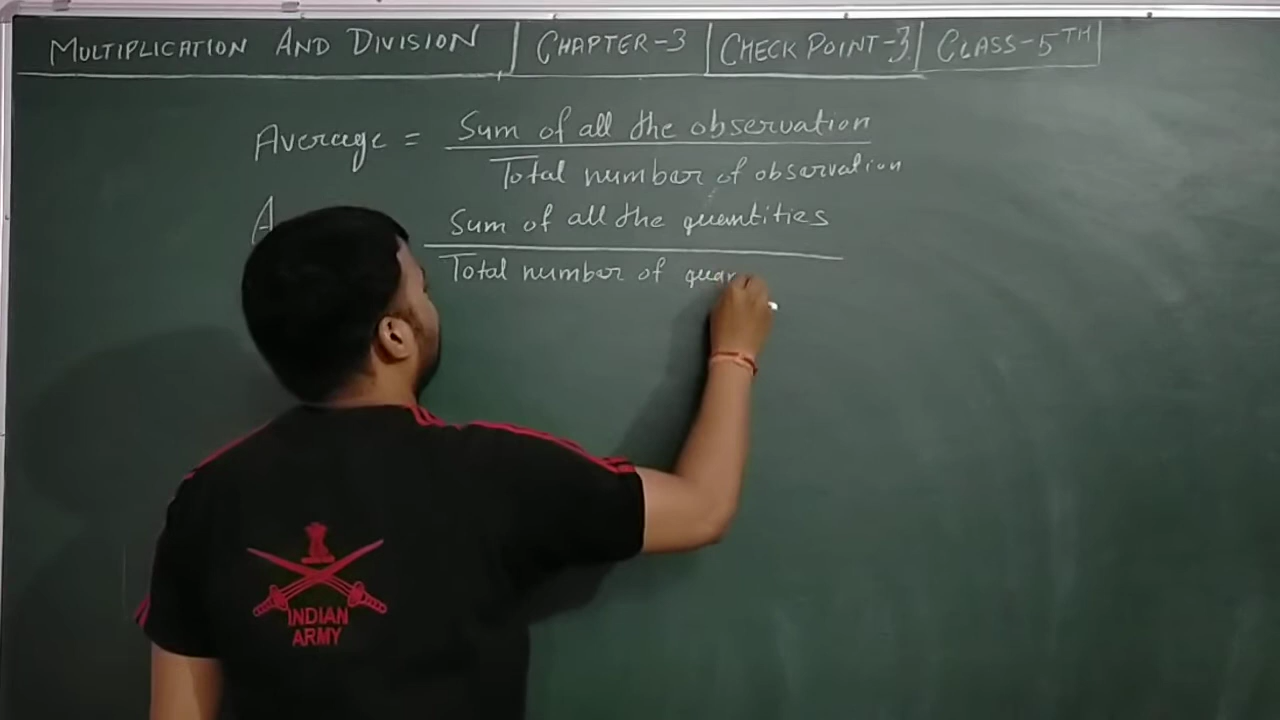 MULTIPLICATION AND DIVISION | CHAPTER-3 | CHECK POINT-3 | CLASS-5TH
Average = Sum of all the observation
Total number of observation
A
Sum of all the quantities
Total number of quan
INDIAN
ARMY